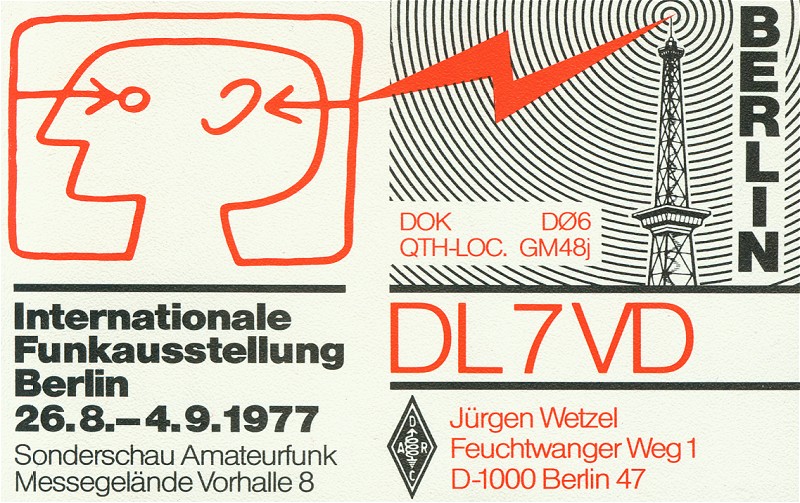 BERLIN
DOK DØ6
QTH-LOC. GM48j
Internationale
Funkausstellung
Berlin
26.8.–4.9.1977
Sonderschau Amateurfunk
Messegelände Vorhalle 8
DL7VD
D
A R
C
Jürgen Wetzel
Feuchtwanger Weg 1
D-1000 Berlin 47